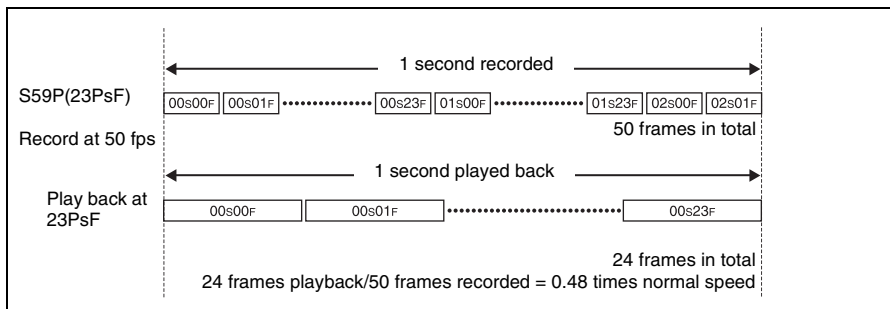 1 second recorded
S59P(23PsF)
00S00F 00S01F 00S23F 01S00F 01S23F 02S00F 02S01F
Record at 50 fps
50 frames in total
1 second played back
Play back at
23PsF
00S00F 00S01F 00S23F
24 frames in total
24 frames playback/50 frames recorded = 0.48 times normal speed